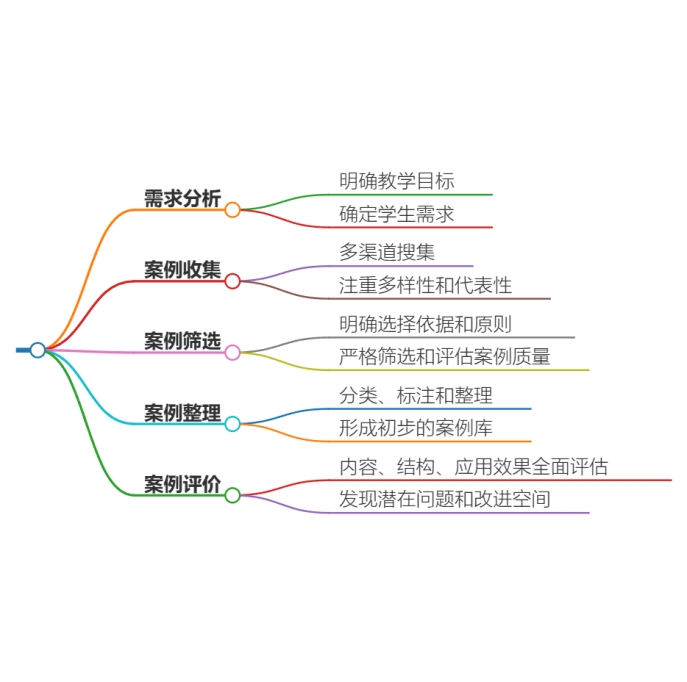 需求分析
明确教学目标
确定学生需求
案例收集
多渠道搜集
注重多样性和代表性
案例筛选
明确选择依据和原则
严格筛选和评估案例质量
案例整理
分类、标注和整理
形成初步的案例库
案例评价
内容、结构、应用效果全面评估
发现潜在问题和改进空间